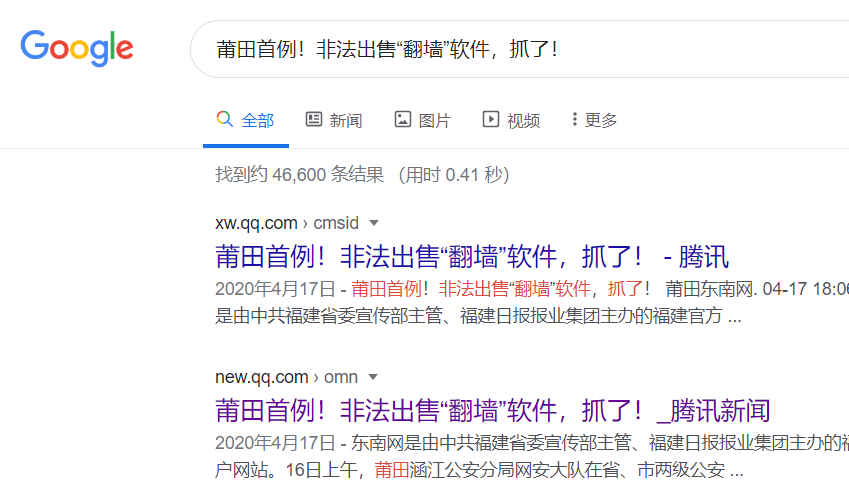 Google
莆田首例！非法出售“翻墙”软件，抓了！
全部 新闻 图片 视频 更多
找到约 46,600 条结果 （用时 0.41 秒）
xw.qq.com › cmsid
莆田首例！非法出售“翻墙”软件，抓了！ - 腾讯
2020年4月17日 - 莆田首例！非法出售“翻墙”软件，抓了！ 莆田东南网. 04-17 18:06
是由中共福建省委宣传部主管、福建日报报业集团主办的福建官方 ...
new.qq.com › omn
莆田首例！非法出售“翻墙”软件，抓了！_腾讯新闻
2020年4月17日 - 东南网是由中共福建省委宣传部主管、福建日报报业集团主办的福
户网站。16日上午，莆田涵江公安分局网安大队在省、市两级公安 ...